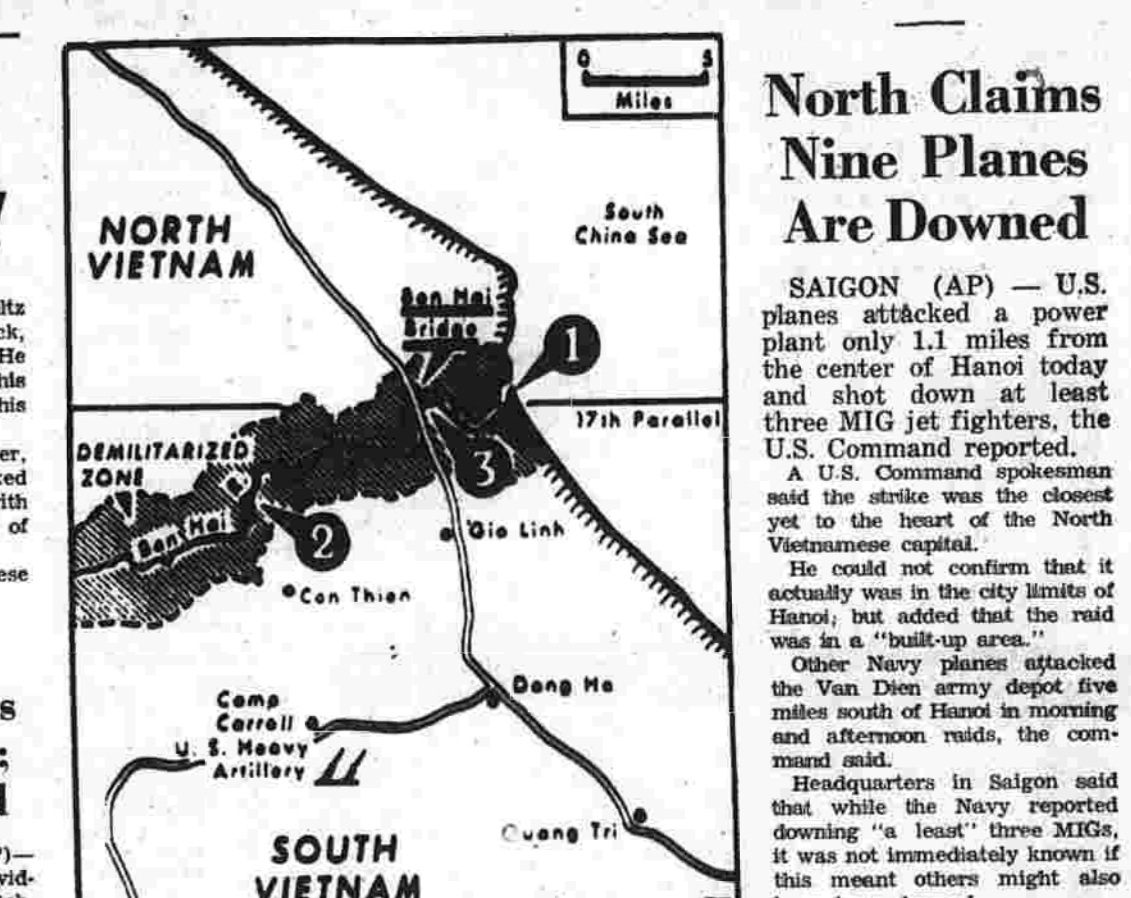 0 5
Miles
NORTH
VIETNAM
South
China Sea
Ben Hai
Bridge
1
17th Parallel
DEMILITARIZED
ZONE
3
Ben Hai
2
Gio Linh
Con Thien
Dong Ha
Camp
Carroll
U. S. Heavy
Artillery
Quang Tri
SOUTH
VIETNAM
North Claims
Nine Planes
Are Downed
SAIGON (AP) — U.S.
planes attacked a power
plant only 1.1 miles from
the center of Hanoi today
and shot down at least
three MIG jet fighters, the
U.S. Command reported.
A U.S. Command spokesman
said the strike was the closest
yet to the heart of the North
Vietnamese capital.
He could not confirm that it
actually was in the city limits of
Hanoi, but added that the raid
was in a "built-up area."
Other Navy planes attacked
the Van Dien army depot five
miles south of Hanoi in morning
and afternoon raids, the com-
mand said.
Headquarters in Saigon said
that while the Navy reported
downing "a least" three MIGs,
it was not immediately known if
this meant others might also